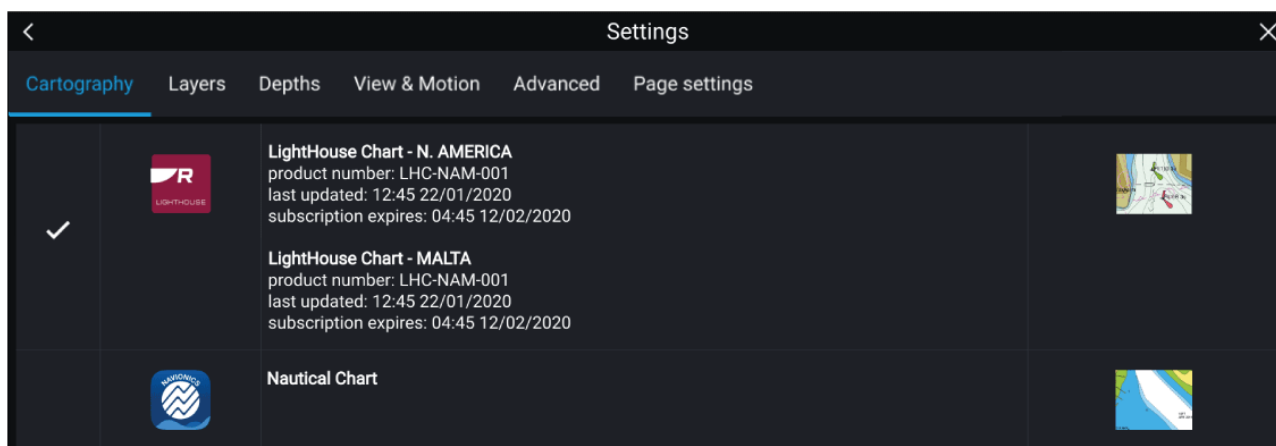 Settings
Cartography Layers Depths View & Motion Advanced Page settings
LightHouse Chart - N. AMERICA
product number: LHC-NAM-001
last updated: 12:45 22/01/2020
subscription expires: 04:45 12/02/2020
R
LIGHTHOUSE
LightHouse Chart - MALTA
product number: LHC-NAM-001
last updated: 12:45 22/01/2020
subscription expires: 04:45 12/02/2020
NAVIONICS
Nautical Chart